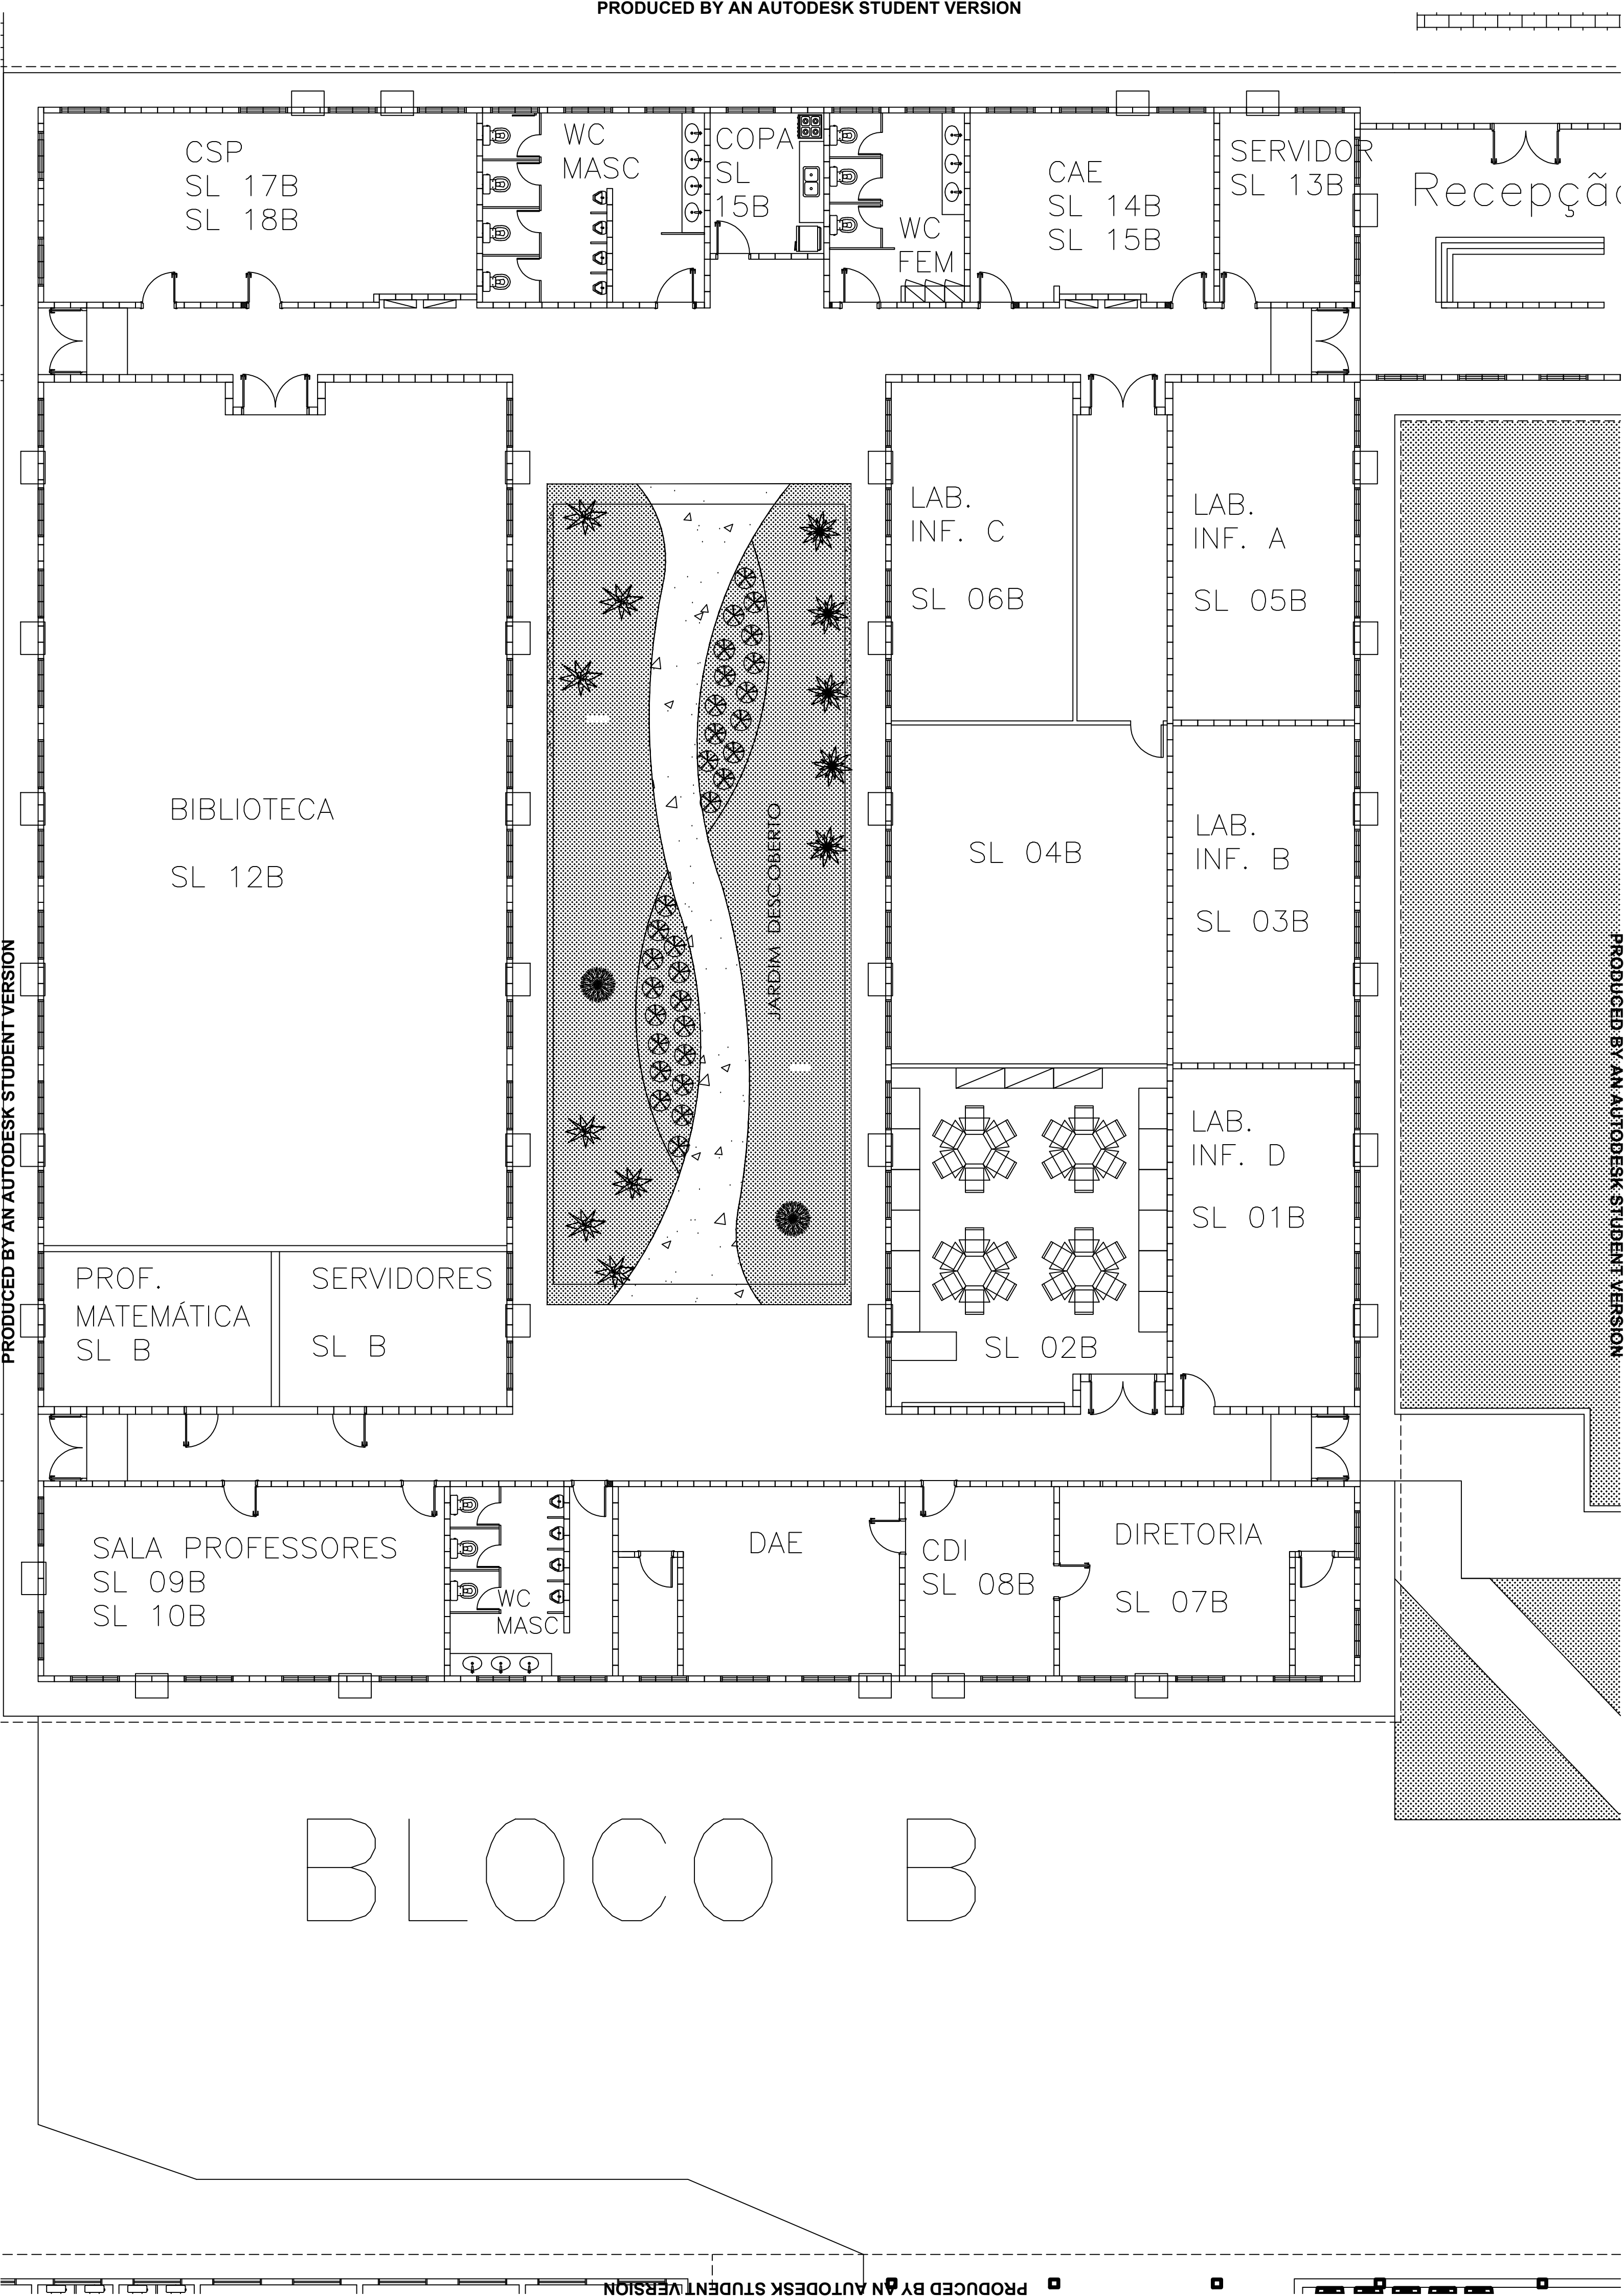 PRODUCED BY AN AUTODESK STUDENT VERSION
CSP
SL 17B
SL 18B
WC
MASC
COPA
SL
15B
WC
FEM
CAE
SL 14B
SL 15B
SERVIDOR
SL 13B
Recepção
LAB.
INF. C
SL 06B
LAB.
INF. A
SL 05B
BIBLIOTECA
SL 12B
JARDIM DESCOBERTO
SL 04B
LAB.
INF. B
SL 03B
PRODUCED BY AN AUTODESK STUDENT VERSION
PRODUCED BY AN AUTODESK STUDENT VERSION
LAB.
INF. D
SL 01B
PROF.
MATEMÁTICA
SL B
SERVIDORES
SL B
SL 02B
SALA PROFESSORES
SL 09B
SL 10B
WC
MASC
DAE
CDI
SL 08B
DIRETORIA
SL 07B
BLOCO B
PRODUCED BY AN AUTODESK STUDENT VERSION